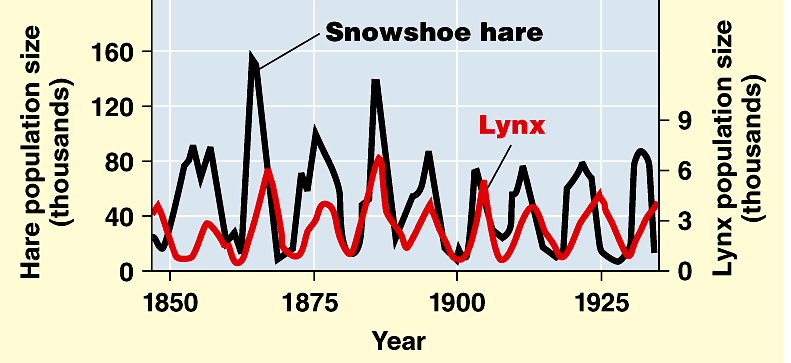 Snowshoe hare
Lynx
Hare population size
(thousands)
160
120
80
40
0
9
6
3
0
Lynx population size
(thousands)
1850
1875
1900
1925
Year